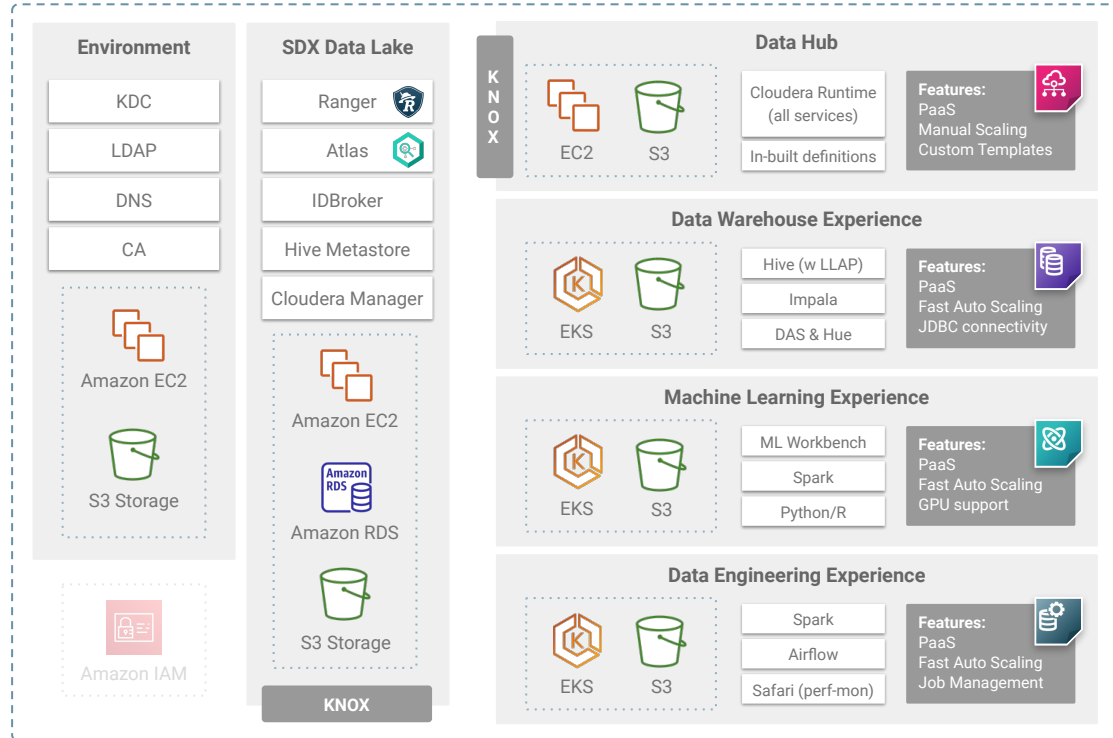 Environment
KDC
LDAP
DNS
CA
Amazon EC2
S3 Storage
Amazon IAM
SDX Data Lake
Ranger
R
Atlas
IDBroker
Hive Metastore
Cloudera Manager
Amazon EC2
Amazon
RDS
Amazon RDS
S3 Storage
KNOX
K
N
O
X
Data Hub
EC2
S3
Cloudera Runtime
(all services)
In-built definitions
Features:
PaaS
Manual Scaling
Custom Templates
Data Warehouse Experience
K
EKS
S3
Hive (w LLAP)
Impala
DAS & Hue
Features:
PaaS
Fast Auto Scaling
JDBC connectivity
Machine Learning Experience
K
EKS
S3
ML Workbench
Spark
Python/R
Features:
PaaS
Fast Auto Scaling
GPU support
Data Engineering Experience
K
EKS
S3
Spark
Airflow
Safari (perf-mon)
Features:
PaaS
Fast Auto Scaling
Job Management